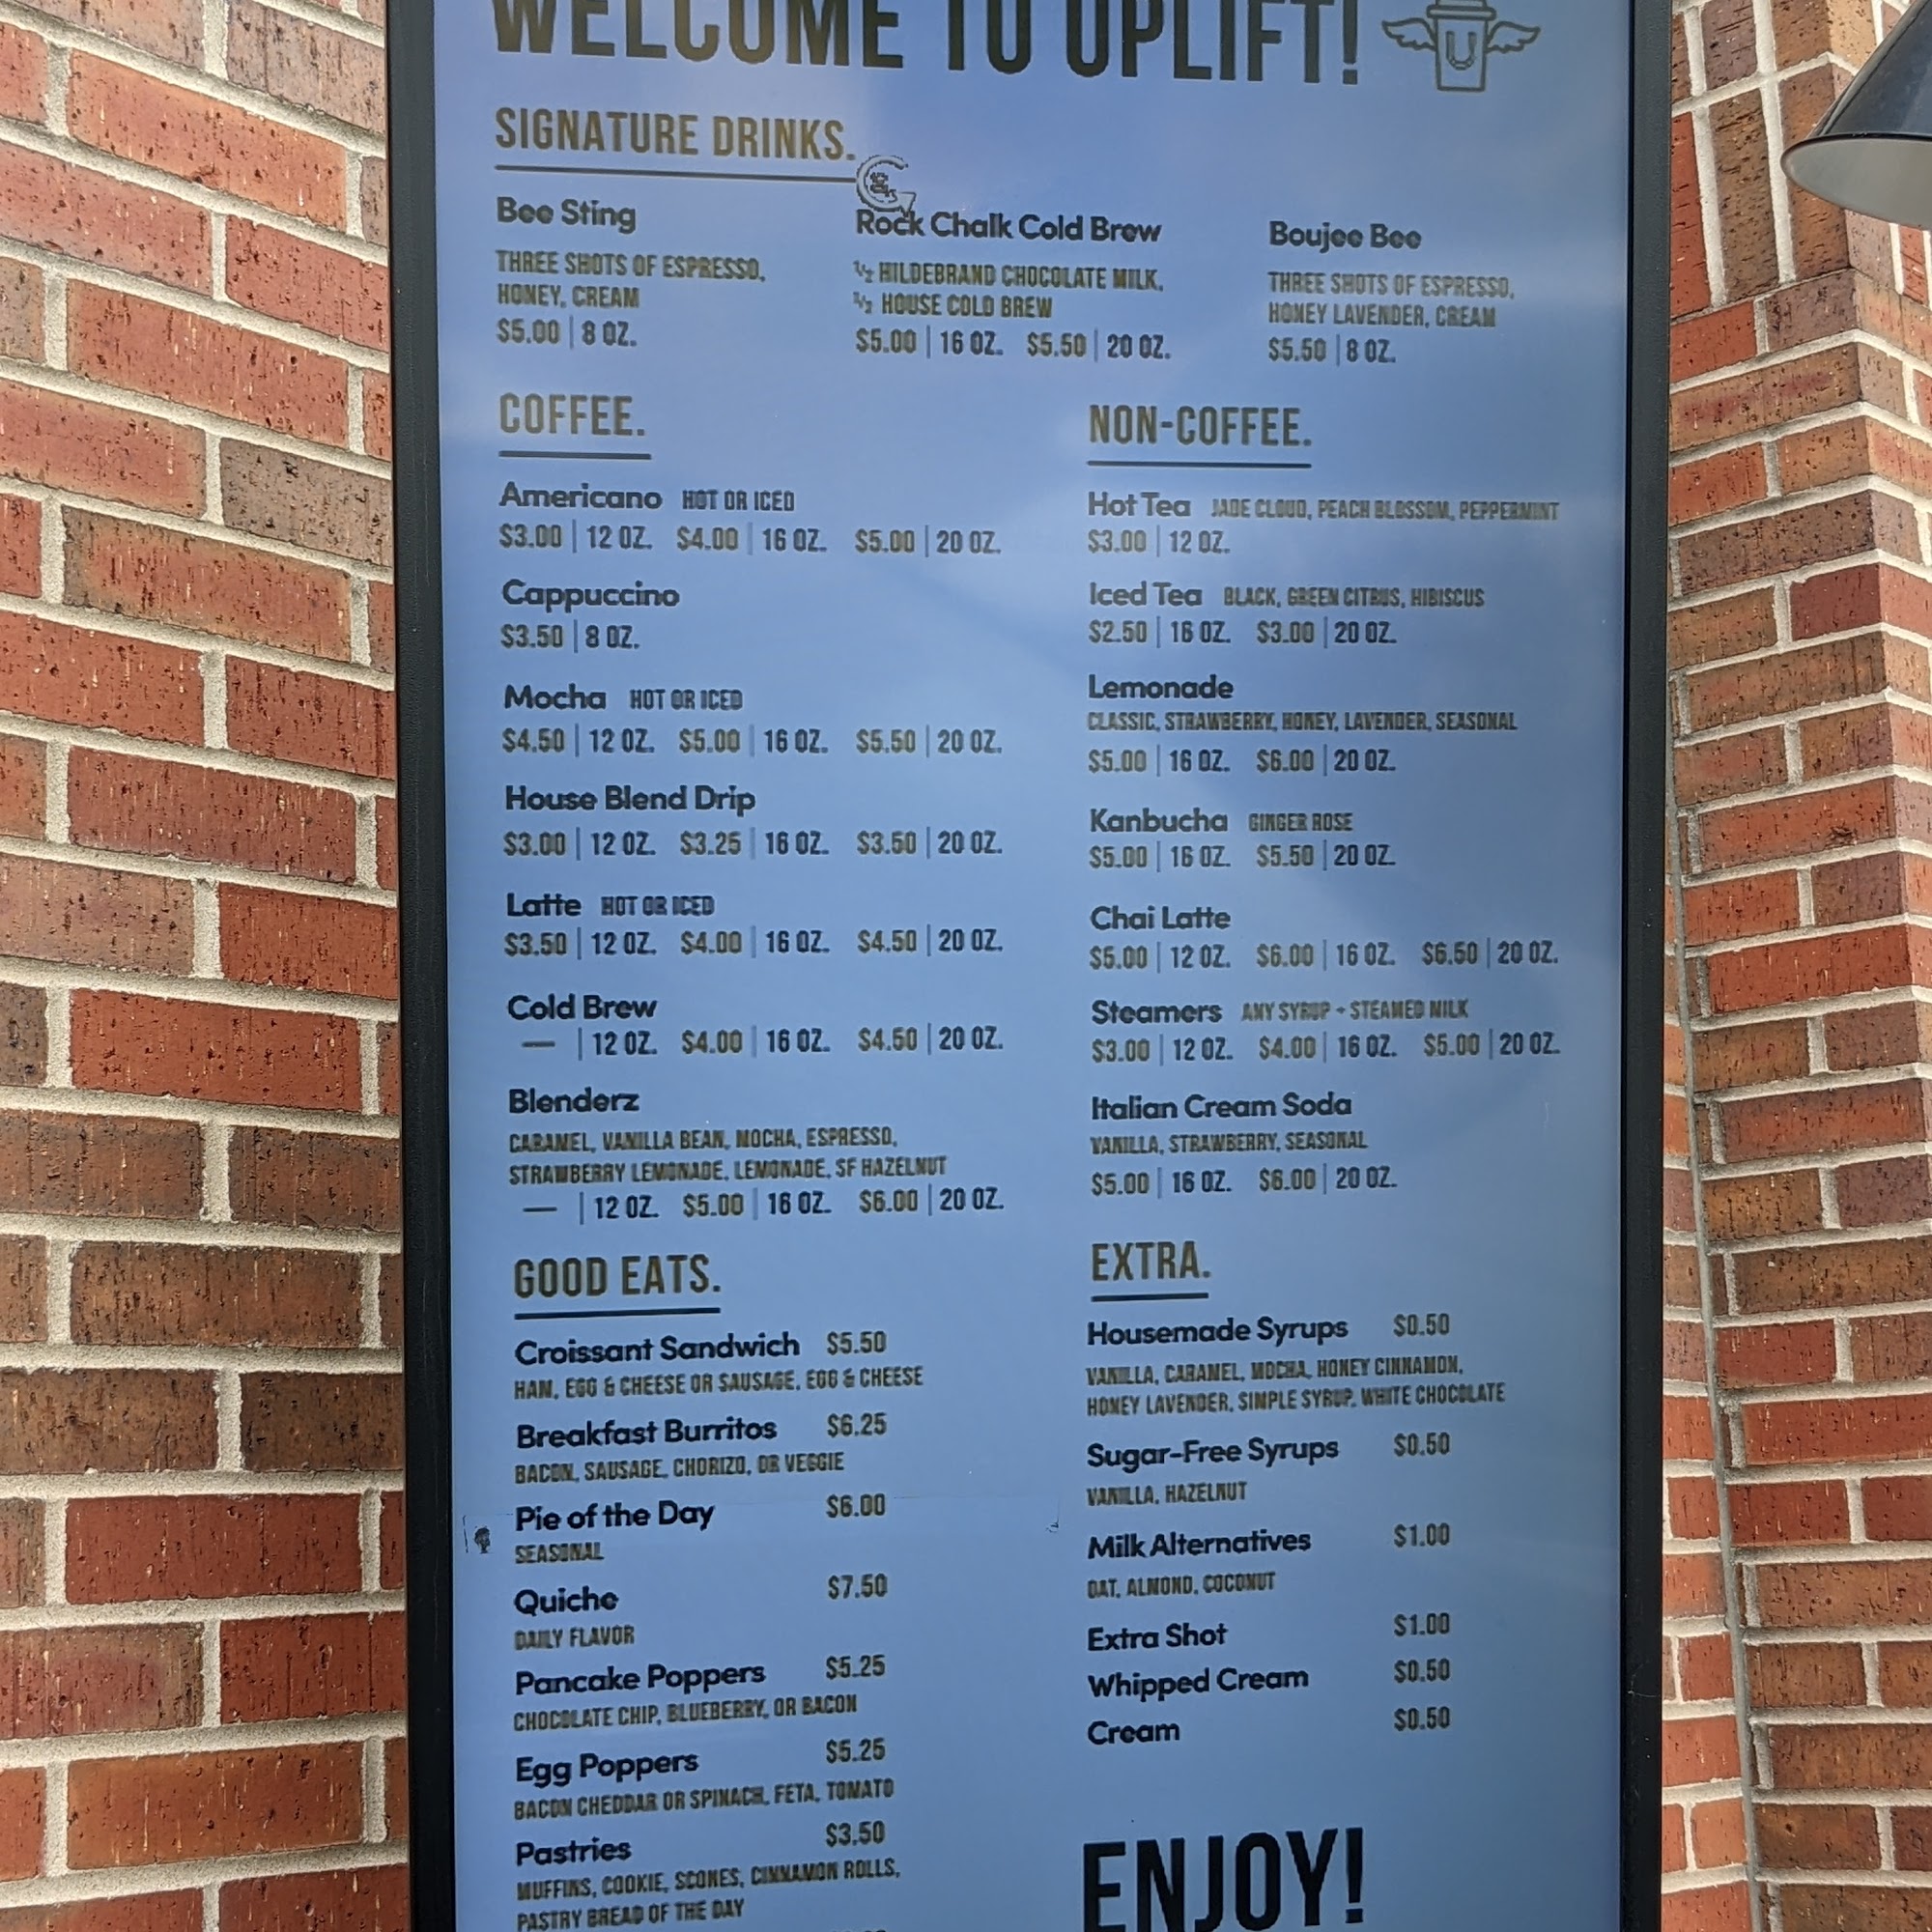 WELCOME TO UPLIFT!
U
SIGNATURE DRINKS.
Bee Sting
THREE SHOTS OF ESPRESSO,
HONEY, CREAM
$5.00 | 8 OZ.
Rock Chalk Cold Brew
½ HILDEBRAND CHOCOLATE MILK,
½ HOUSE COLD BREW
$5.00 | 16 OZ. $5.50 | 20 OZ.
Boujee Bee
THREE SHOTS OF ESPRESSO,
HONEY LAVENDER, CREAM
$5.50 | 8 OZ.
COFFEE.
Americano HOT OR ICED
$3.00 | 12 OZ. $4.00 | 16 OZ. $5.00 | 20 OZ.
Cappuccino
$3.50 | 8 OZ.
Mocha HOT OR ICED
$4.50 | 12 OZ. $5.00 | 16 OZ. $5.50 | 20 OZ.
House Blend Drip
$3.00 | 12 OZ. $3.25 | 16 OZ. $3.50 | 20 OZ.
Latte HOT OR ICED
$3.50 | 12 OZ. $4.00 | 16 OZ. $4.50 | 20 OZ.
Cold Brew
— | 12 OZ. $4.00 | 16 OZ. $4.50 | 20 OZ.
Blenderz
CARAMEL, VANILLA BEAN, MOCHA, ESPRESSO,
STRAWBERRY LEMONADE, LEMONADE, SF HAZELNUT
— | 12 OZ. $5.00 | 16 OZ. $6.00 | 20 OZ.
NON-COFFEE.
Hot Tea JADE CLOUD, PEACH BLOSSOM, PEPPERMINT
$3.00 | 12 OZ.
Iced Tea BLACK, GREEN CITRUS, HIBISCUS
$2.50 | 16 OZ. $3.00 | 20 OZ.
Lemonade
CLASSIC, STRAWBERRY, HONEY, LAVENDER, SEASONAL
$5.00 | 16 OZ. $6.00 | 20 OZ.
Kanbucha GINGER ROSE
$5.00 | 16 OZ. $5.50 | 20 OZ.
Chai Latte
$5.00 | 12 OZ. $6.00 | 16 OZ. $6.50 | 20 OZ.
Steamers ANY SYRUP + STEAMED MILK
$3.00 | 12 OZ. $4.00 | 16 OZ. $5.00 | 20 OZ.
Italian Cream Soda
VANILLA, STRAWBERRY, SEASONAL
$5.00 | 16 OZ. $6.00 | 20 OZ.
GOOD EATS.
Croissant Sandwich $5.50
HAM, EGG & CHEESE OR SAUSAGE, EGG & CHEESE
Breakfast Burritos $6.25
BACON, SAUSAGE, CHORIZO, OR VEGGIE
Pie of the Day $6.00
SEASONAL
Quiche $7.50
DAILY FLAVOR
Pancake Poppers $5.25
CHOCOLATE CHIP, BLUEBERRY, OR BACON
Egg Poppers $5.25
BACON CHEDDAR OR SPINACH, FETA, TOMATO
Pastries $3.50
MUFFINS, COOKIE, SCONES, CINNAMON ROLLS,
PASTRY BREAD OF THE DAY
EXTRA.
Housemade Syrups $0.50
VANILLA, CARAMEL, MOCHA, HONEY CINNAMON,
HONEY LAVENDER, SIMPLE SYRUP, WHITE CHOCOLATE
Sugar-Free Syrups $0.50
VANILLA, HAZELNUT
Milk Alternatives $1.00
OAT, ALMOND, COCONUT
Extra Shot $1.00
Whipped Cream $0.50
Cream $0.50
ENJOY!